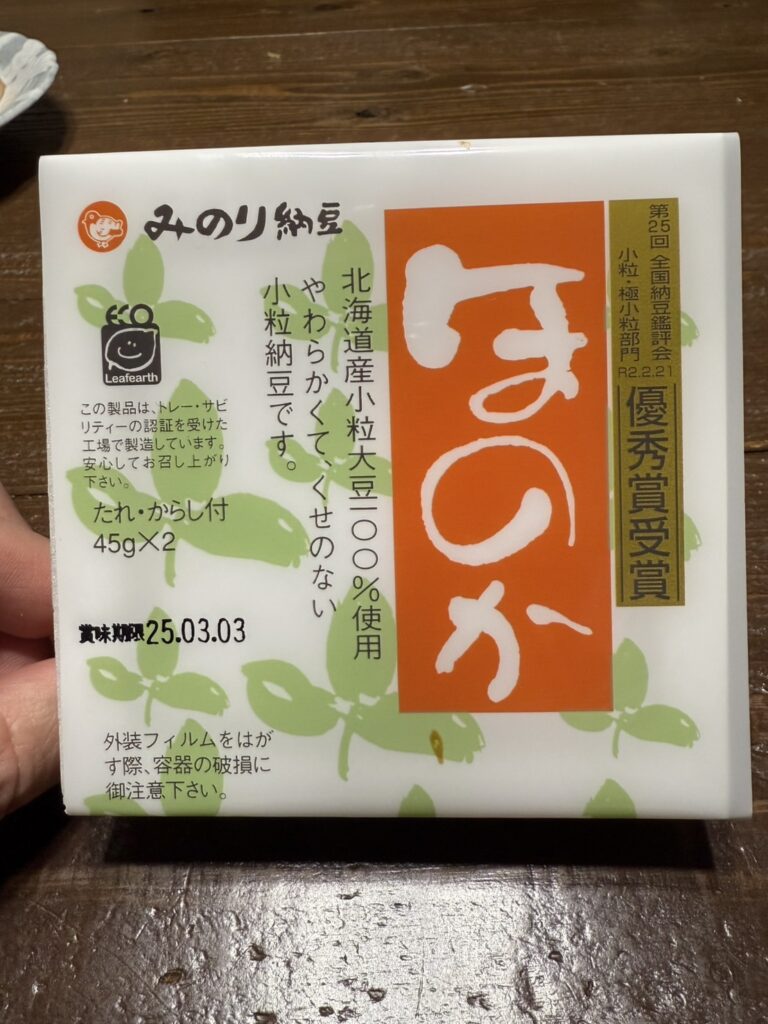 みのり納豆
ほのか
第25回 全国納豆鑑評会
小粒・極小粒部門
R2.2.21
優秀賞受賞
北海道産小粒大豆一〇〇%使用
やわらかくて、くせのない
小粒納豆です。
EKO
Leafearth
この製品は、トレー・サビ
リティーの認証を受けた
工場で製造しています。
安心してお召し上がり
下さい。
たれ・からし付
45g×2
賞味期限25.03.03
外装フィルムをはが
す際、容器の破損に
御注意下さい。